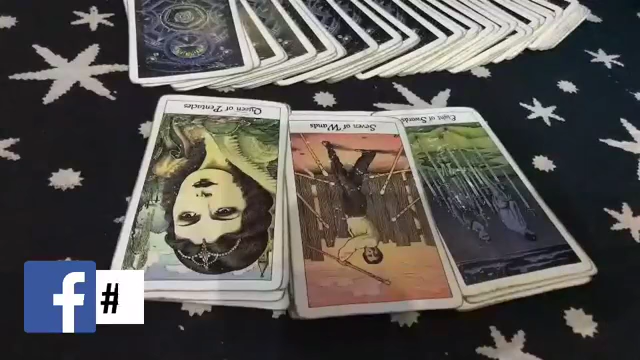 Queen of Pentacles
Seven of Wands
Eight of Swords
f #